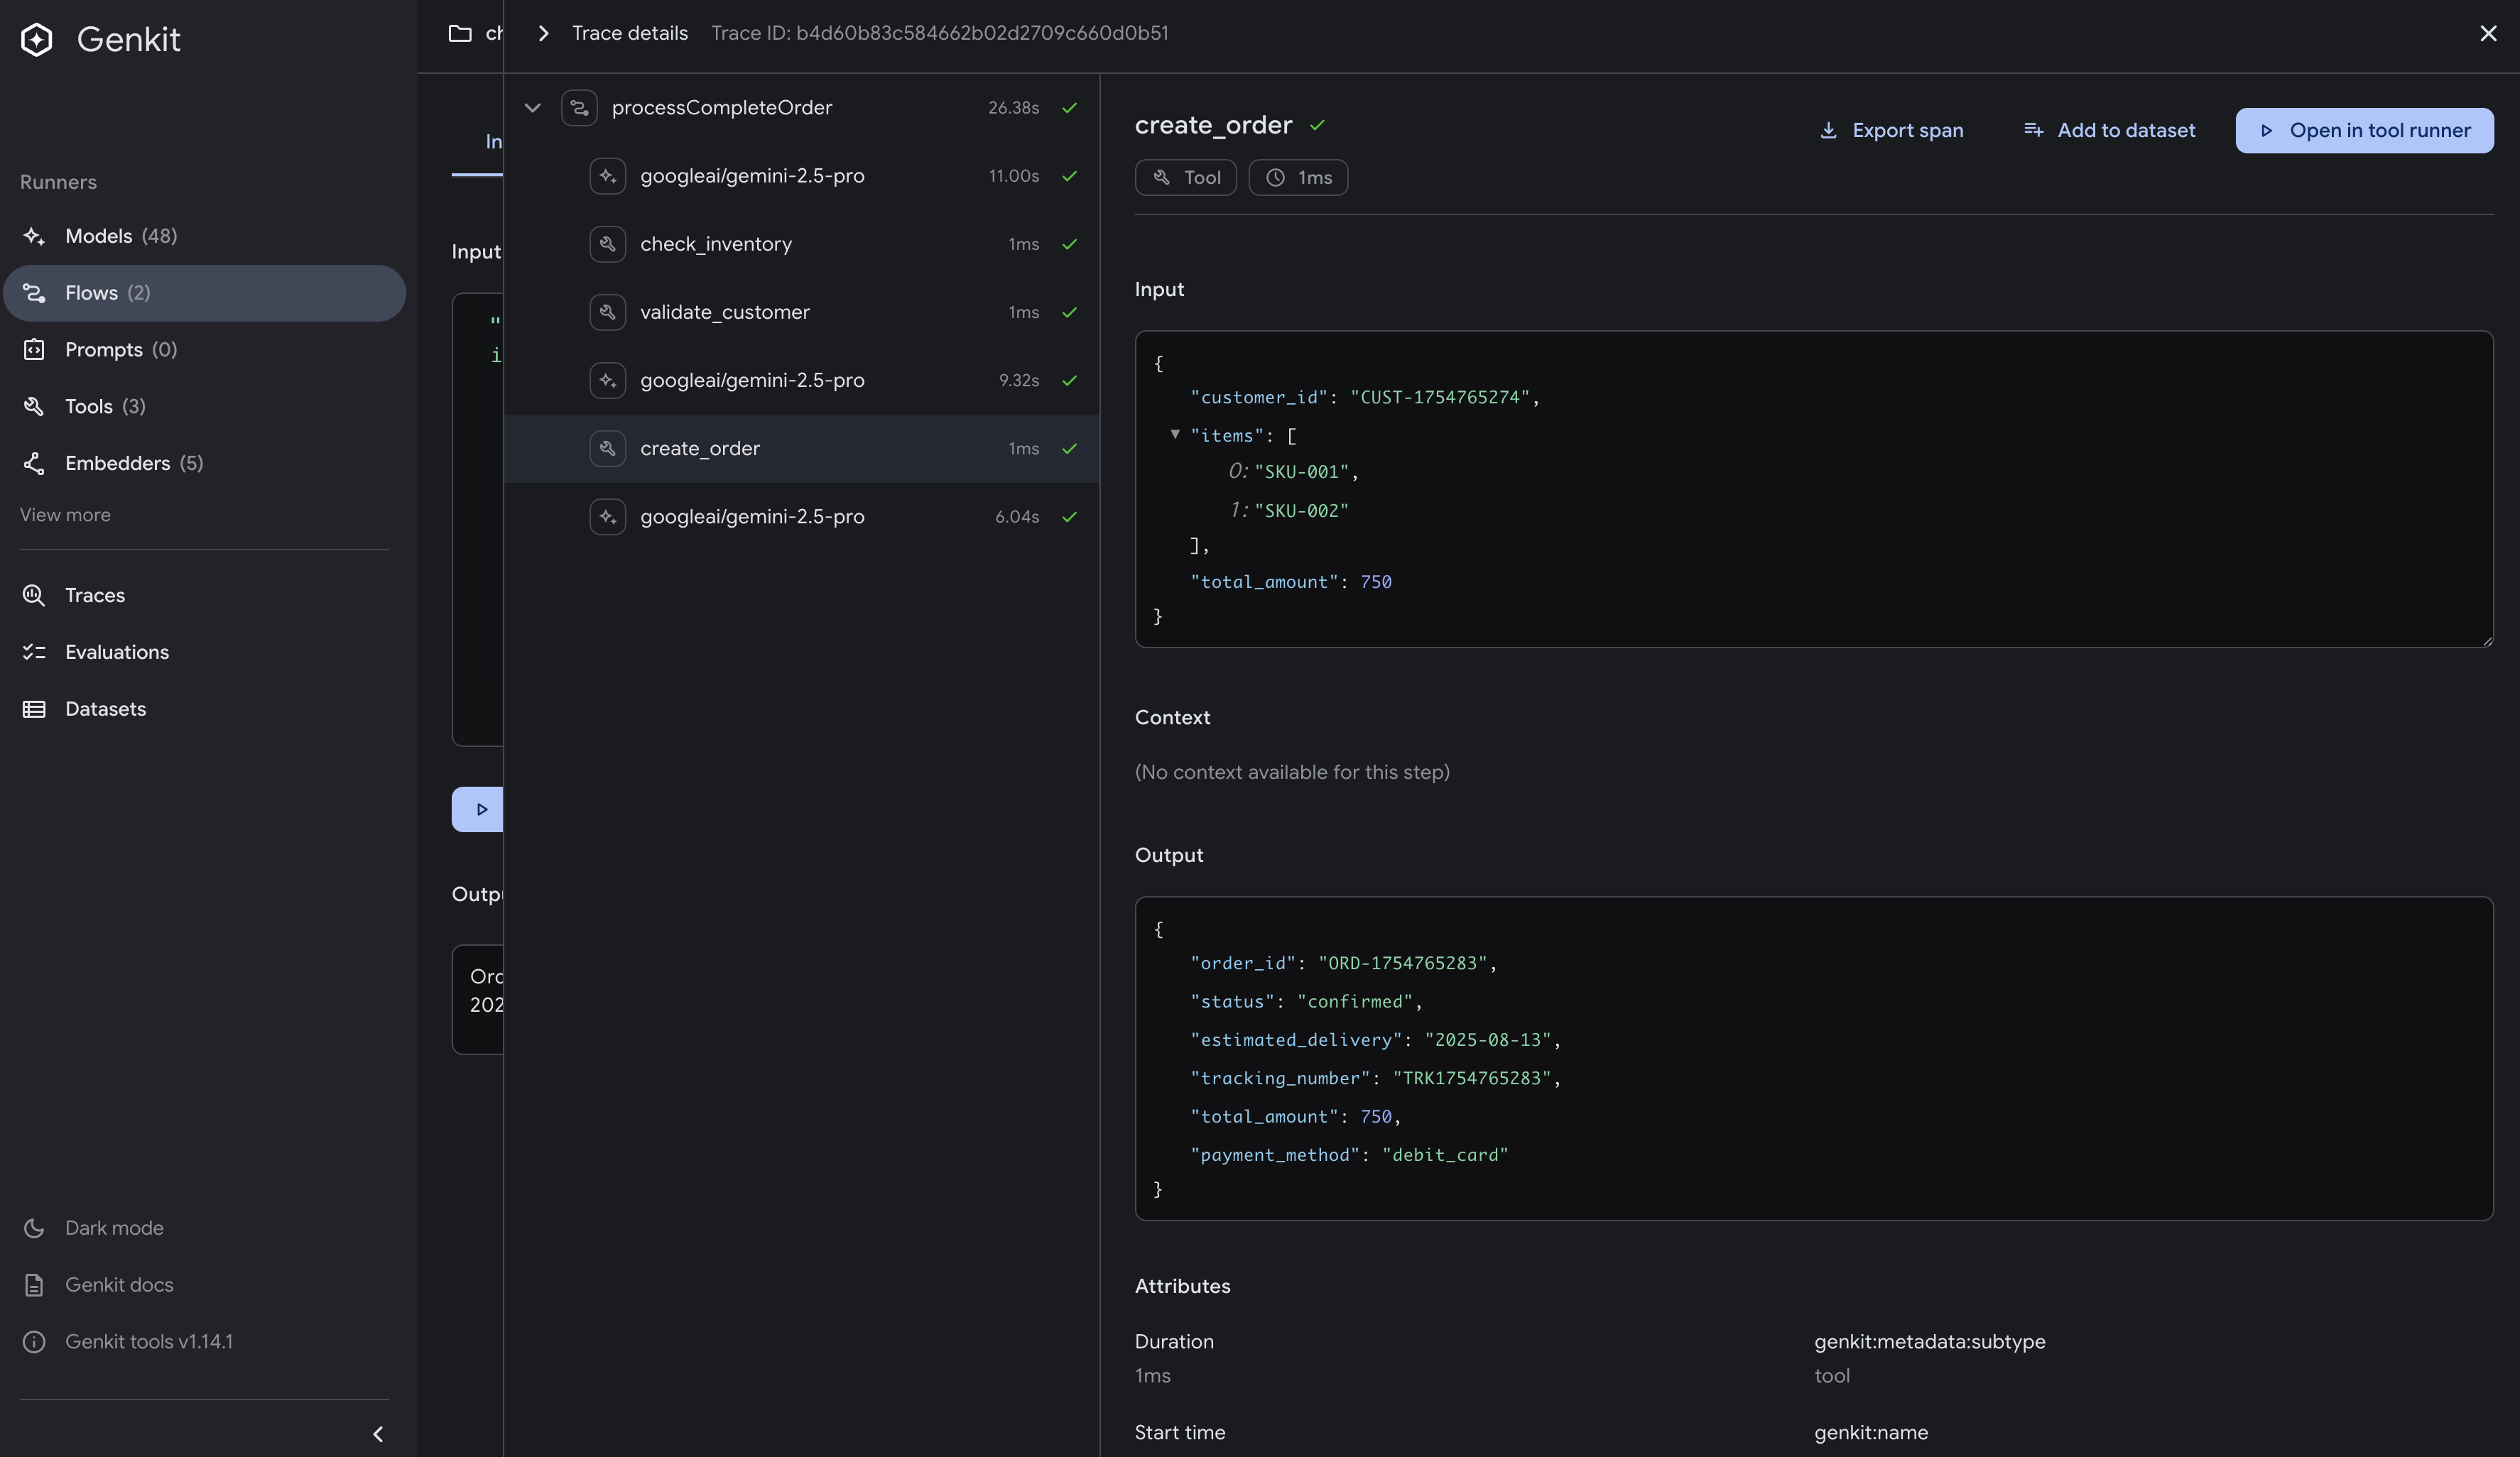 Genkit
Runners
Models (48)
Flows (2)
Prompts (0)
Tools (3)
Embedders (5)
View more
Traces
Evaluations
Datasets
Dark mode
Genkit docs
Genkit tools v1.14.1
Input
Trace details Trace ID: b4d60b83c584662b02d2709c660d0b51
processCompleteOrder 26.38s
googleai/gemini-2.5-pro 11.00s
check_inventory 1ms
validate_customer 1ms
googleai/gemini-2.5-pro 9.32s
create_order 1ms
googleai/gemini-2.5-pro 6.04s
create_order
Export span
Add to dataset
Open in tool runner
Tool 1ms
Input
{
"customer_id": "CUST-1754765274",
"items": [
0: "SKU-001",
1: "SKU-002"
],
"total_amount": 750
}
Context
(No context available for this step)
Output
{
"order_id": "ORD-1754765283",
"status": "confirmed",
"estimated_delivery": "2025-08-13",
"tracking_number": "TRK1754765283",
"total_amount": 750,
"payment_method": "debit_card"
}
Attributes
Duration
1ms
genkit:metadata:subtype
tool
Start time
genkit:name